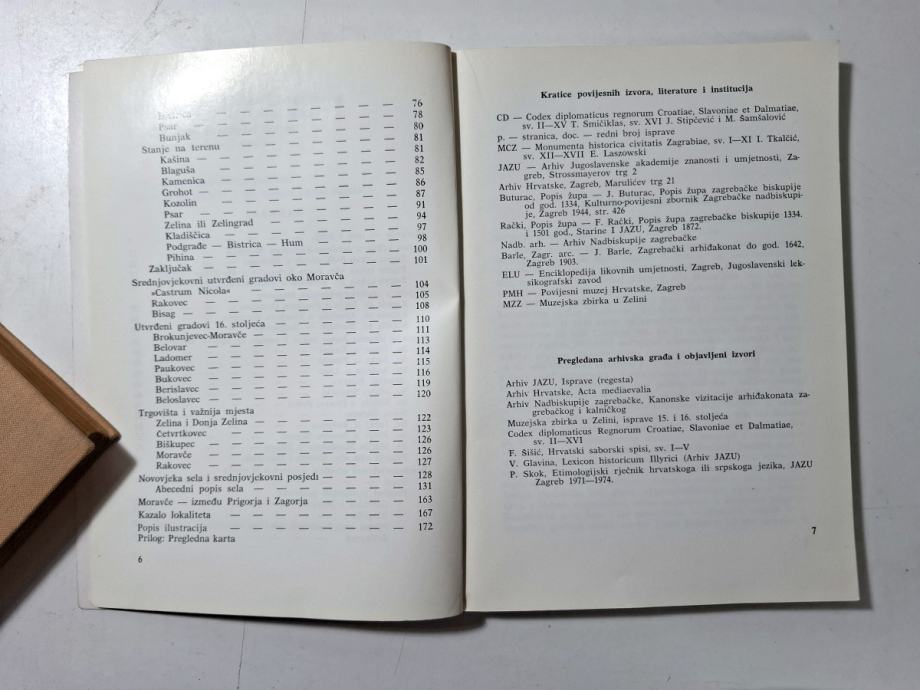 — — — — — — — — 76
— — — — — — — — 78
Psar — — — — — — — — 80
Bunjak — — — — — — — — 81
Stanje na terenu — — — — — — — 81
Kašina — — — — — — — — 82
Blaguša — — — — — — — 85
Kamenica — — — — — — — 86
Grohot — — — — — — — — 87
Kozolin — — — — — — — 91
Psar — — — — — — — — 94
Zelina ili Zelingrad — — — — — 97
Kladiščica — — — — — — — 98
Podgrađe — Bistrica — Hum — — — — 100
Pihina — — — — — — — — 101
Zaključak — — — — — — — —
Srednjovjekovni utvrđeni gradovi oko Moravča
»Castrum Nicola« — — — — — — 104
Rakovec — — — — — — — 105
Bisag — — — — — — — — 108
Utvrđeni gradovi 16. stoljeća — — — — — 110
Brokunjevec-Moravče — — — — — 111
Belovar — — — — — — — 113
Ladomer — — — — — — — 114
Paukovec — — — — — — — 115
Bukovec — — — — — — — 116
Berislavec — — — — — — — 119
Beloslavec — — — — — — — 120
Trgovišta i važnija mjesta
Zelina i Donja Zelina — — — — — 122
Četvrtkovec — — — — — — — 123
Biškupec — — — — — — — 126
Moravče — — — — — — — 126
Rakovec — — — — — — — 127
Novovjeka sela i srednjovjekovni posjedi — — — 128
Abecedni popis sela — — — — — 131
Moravče — između Prigorja i Zagorja — — — — 163
Kazalo lokaliteta — — — — — — — 167
Popis ilustracija — — — — — — — 172
Prilog: Pregledna karta
6
Kratice povijesnih izvora, literature i institucija
CD — Codex diplomaticus regnorum Croatiae, Slavoniae et Dalmatiae,
sv. II—XV T. Smičiklas, sv. XVI J. Stipčević i M. Šamšalović
p. — stranica, doc. — redni broj isprave
MCZ — Monumenta historica civitatis Zagrabiae, sv. I—XI I. Tkalčić,
sv. XII—XVII E. Laszowski
JAZU — Arhiv Jugoslavenske akademije znanosti i umjetnosti, Za-
greb, Strossmayerov trg 2
Arhiv Hrvatske, Zagreb, Marulićev trg 21
Buturac, Popis župa — J. Buturac, Popis župa zagrebačke biskupije
od god. 1334, Kulturno-povijesni zbornik Zagrebačke nadbiskupi-
je, Zagreb 1944, str. 426
Rački, Popis župa — F. Rački, Popis župa zagrebačke biskupije 1334.
i 1501 god., Starine I JAZU, Zagreb 1872.
Nadb. arh. — Arhiv Nadbiskupije zagrebačke
Barle, Zagr. arc. — J. Barle, Zagrebački arhiđakonat do god. 1642,
Zagreb 1903.
ELU — Enciklopedija likovnih umjetnosti, Zagreb, Jugoslavenski lek-
sikografski zavod
PMH — Povijesni muzej Hrvatske, Zagreb
MZZ — Muzejska zbirka u Zelini
Pregledana arhivska građa i objavljeni izvori
Arhiv JAZU, Isprave (regesta)
Arhiv Hrvatske, Acta mediaevalia
Arhiv Nadbiskupije zagrebačke, Kanonske vizitacije arhiđakonata za-
grebačkog i kalničkog
Muzejska zbirka u Zelini, isprave 15. i 16. stoljeća
Codex diplomaticus Regnorum Croatiae, Slavoniae et Dalmatiae,
sv. II—XVI
F. Šišić, Hrvatski saborski spisi, sv. I—V
V. Glavina, Lexicon historicum Illyrici (Arhiv JAZU)
P. Skok, Etimologijski rječnik hrvatskoga ili srpskoga jezika, JAZU
Zagreb 1971—1974.
7